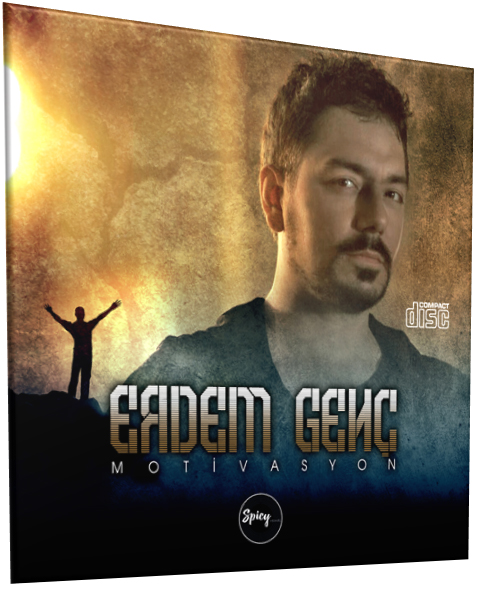 COMPACT
disc
ERDEM GENÇ
MOTİVASYON
Spicy